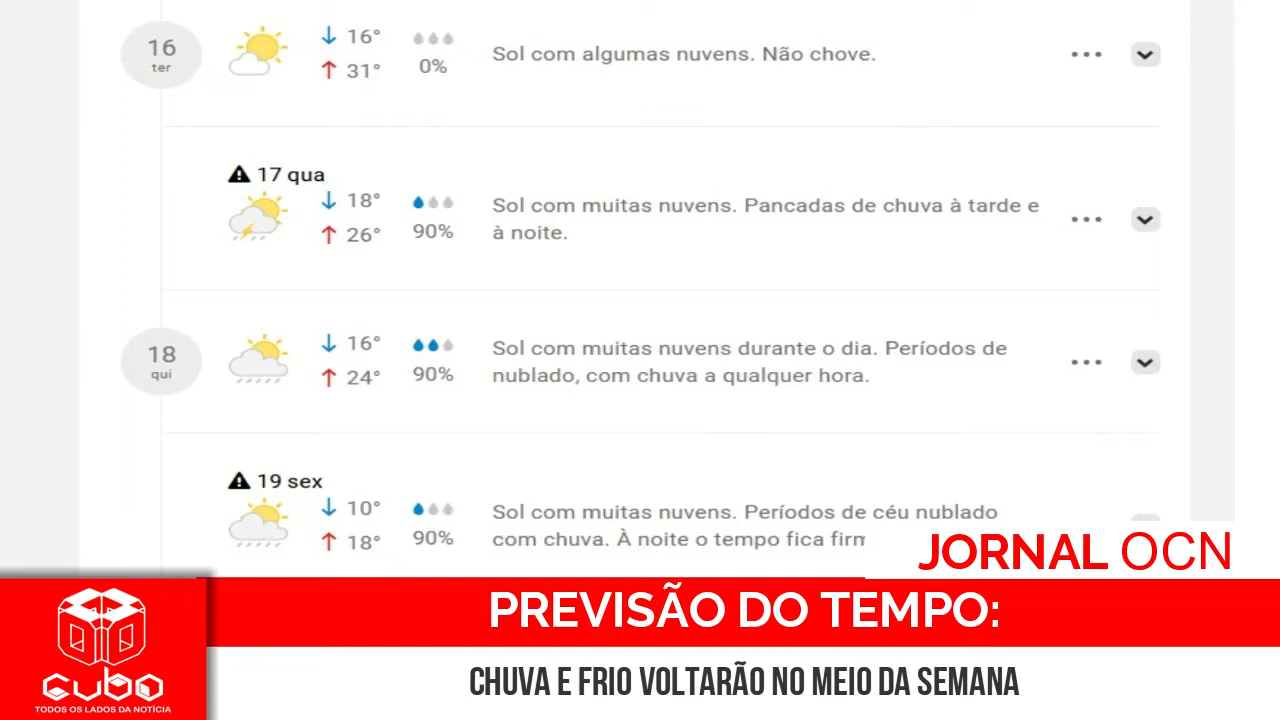 16
ter
16°
31°
0%
Sol com algumas nuvens. Não chove.
17 qua
18°
26°
90%
Sol com muitas nuvens. Pancadas de chuva à tarde e
à noite.
18
qui
16°
24°
90%
Sol com muitas nuvens durante o dia. Períodos de
nublado, com chuva a qualquer hora.
19 sex
10°
18°
90%
Sol com muitas nuvens. Períodos de céu nublado
com chuva. À noite o tempo fica
JORNAL OCN
PREVISÃO DO TEMPO:
CHUVA E FRIO VOLTARÃO NO MEIO DA SEMANA
CUBO
TODOS OS LADOS DA NOTÍCIA